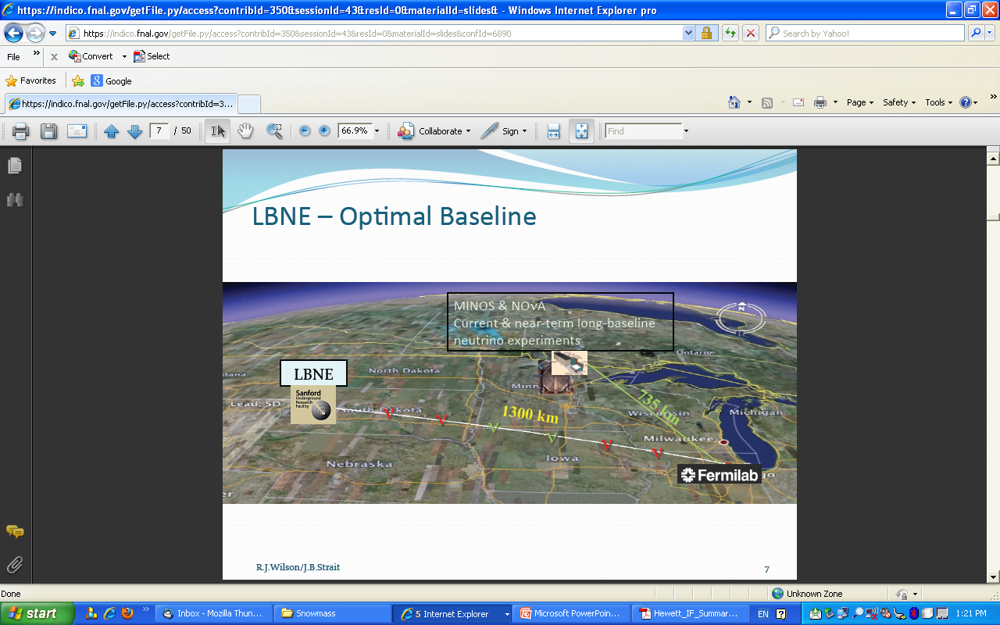 https://indico.fnal.gov/getFile.py/access?contribId=350&sessionId=43&resId=0&materialId=slides& - Windows Internet Explorer pro
https://indico.fnal.gov/getFile.py/access?contribId=350&sessionId=43&resId=0&materialId=slides&confId=6890
Search by Yahoo!
File » x Convert Select
Favorites Google
https://indico.fnal.gov/getFile.py/access?contribId=3...
Page Safety Tools »
7 / 50 66.9% Collaborate Sign Find
LBNE – Optimal Baseline
MINOS & NOνA
Current & near-term long-baseline
neutrino experiments
N
Ontario
LBNE
North Dakota
tana
Minn
Sanford
Underground
Research
Facility
Lead, SD
South Dakota
1300 km
735 km
Wisconsin
Michigan
ν ν ν ν ν ν
Milwaukee
Iowa
Nebraska
Fermilab
go
er
R.J.Wilson/J.B.Strait
7
Done
Unknown Zone
start » Inbox - Mozilla Thun... Snowmass 5 Internet Explorer Microsoft PowerPoin... Hewett_IF_Summar... EN 1:21 PM